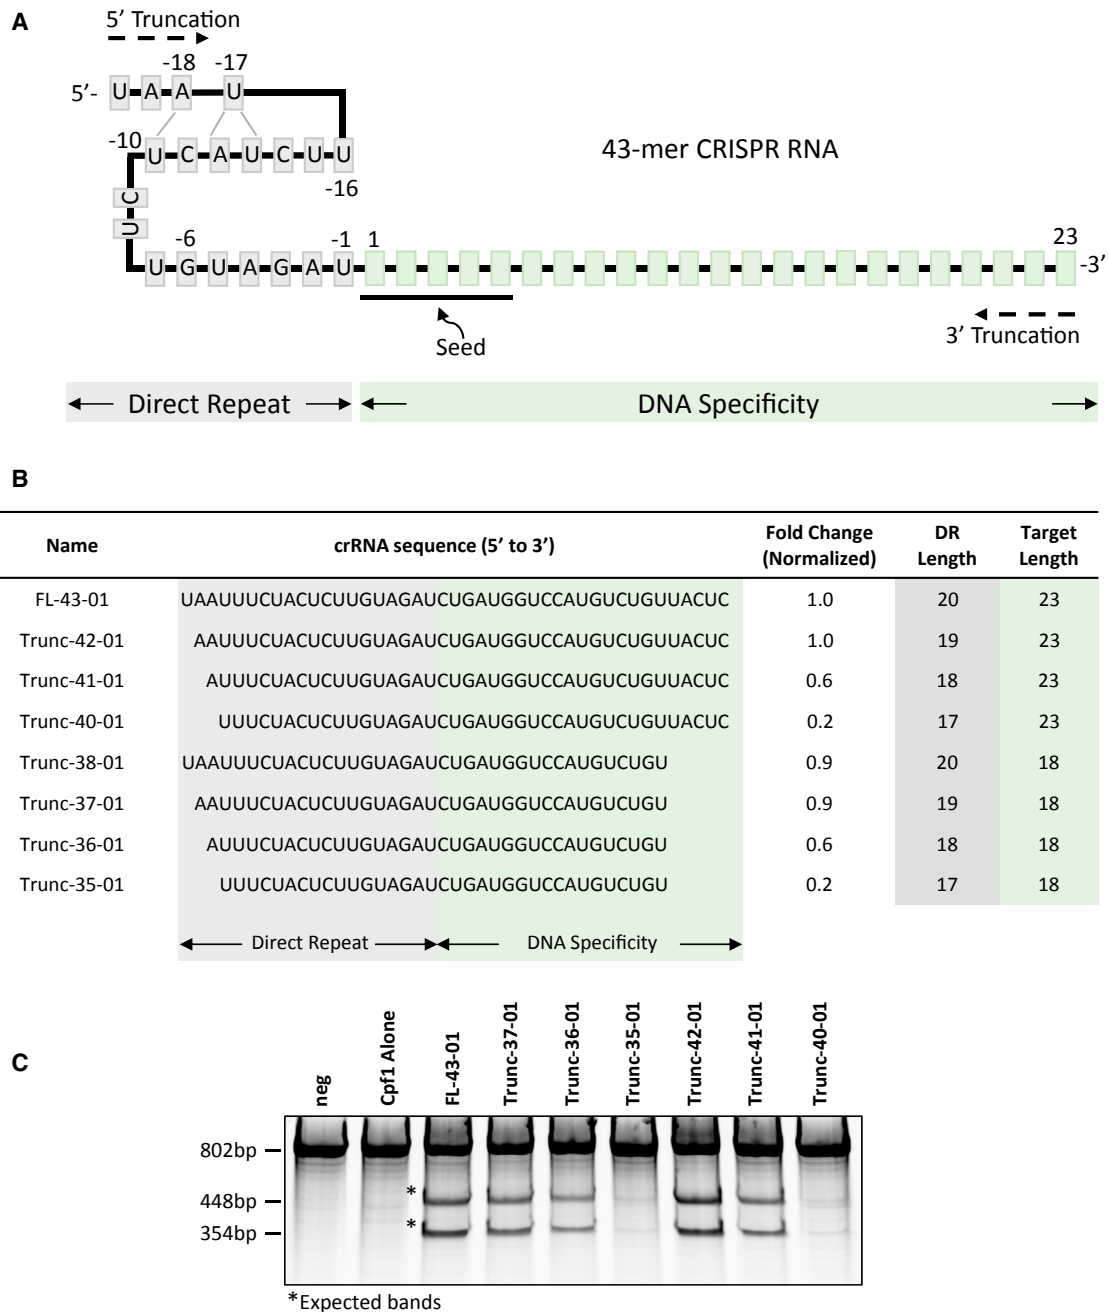 A
5′ Truncation
-18 -17
5′- U A A U
-10 U C A U C U U
-16
C
U
43-mer CRISPR RNA
-6 -1 1 23
U G U A G A U -3′
Seed
3′ Truncation
Direct Repeat
DNA Specificity
B
Name crRNA sequence (5′ to 3′) Fold Change (Normalized) DR Length Target Length
FL-43-01 UAAUUUCUACUCUUGUAGAUCUGAUGGUCCAUGUCUGUUACUC 1.0 20 23
Trunc-42-01 AAUUUCUACUCUUGUAGAUCUGAUGGUCCAUGUCUGUUACUC 1.0 19 23
Trunc-41-01 AUUUCUACUCUUGUAGAUCUGAUGGUCCAUGUCUGUUACUC 0.6 18 23
Trunc-40-01 UUUCUACUCUUGUAGAUCUGAUGGUCCAUGUCUGUUACUC 0.2 17 23
Trunc-38-01 UAAUUUCUACUCUUGUAGAUCUGAUGGUCCAUGUCUGU 0.9 20 18
Trunc-37-01 AAUUUCUACUCUUGUAGAUCUGAUGGUCCAUGUCUGU 0.9 19 18
Trunc-36-01 AUUUCUACUCUUGUAGAUCUGAUGGUCCAUGUCUGU 0.6 18 18
Trunc-35-01 UUUCUACUCUUGUAGAUCUGAUGGUCCAUGUCUGU 0.2 17 18
Direct Repeat DNA Specificity
C
neg
Cpf1 Alone
FL-43-01
Trunc-37-01
Trunc-36-01
Trunc-35-01
Trunc-42-01
Trunc-41-01
Trunc-40-01
802bp
*
448bp
*
354bp
*Expected bands